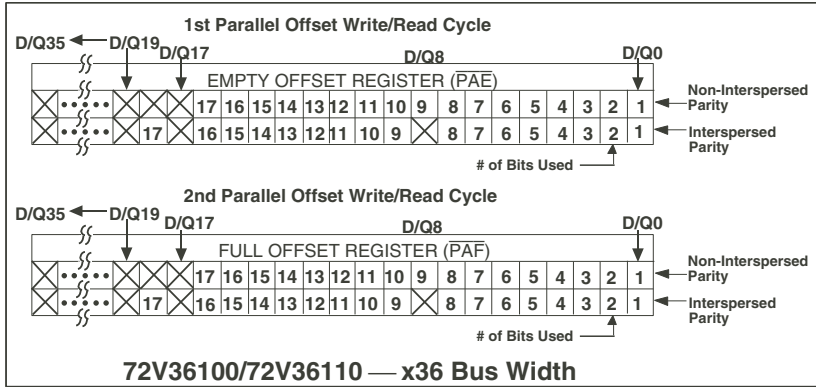 1st Parallel Offset Write/Read Cycle
D/Q35 D/Q19 D/Q17 D/Q8 D/Q0
EMPTY OFFSET REGISTER (PAE)
17 16 15 14 13 12 11 10 9 8 7 6 5 4 3 2 1 Non-Interspersed Parity
17 16 15 14 13 12 11 10 9 8 7 6 5 4 3 2 1 Interspersed Parity
# of Bits Used
2nd Parallel Offset Write/Read Cycle
D/Q35 D/Q19 D/Q17 D/Q8 D/Q0
FULL OFFSET REGISTER (PAF)
17 16 15 14 13 12 11 10 9 8 7 6 5 4 3 2 1 Non-Interspersed Parity
17 16 15 14 13 12 11 10 9 8 7 6 5 4 3 2 1 Interspersed Parity
# of Bits Used
72V36100/72V36110 — x36 Bus Width